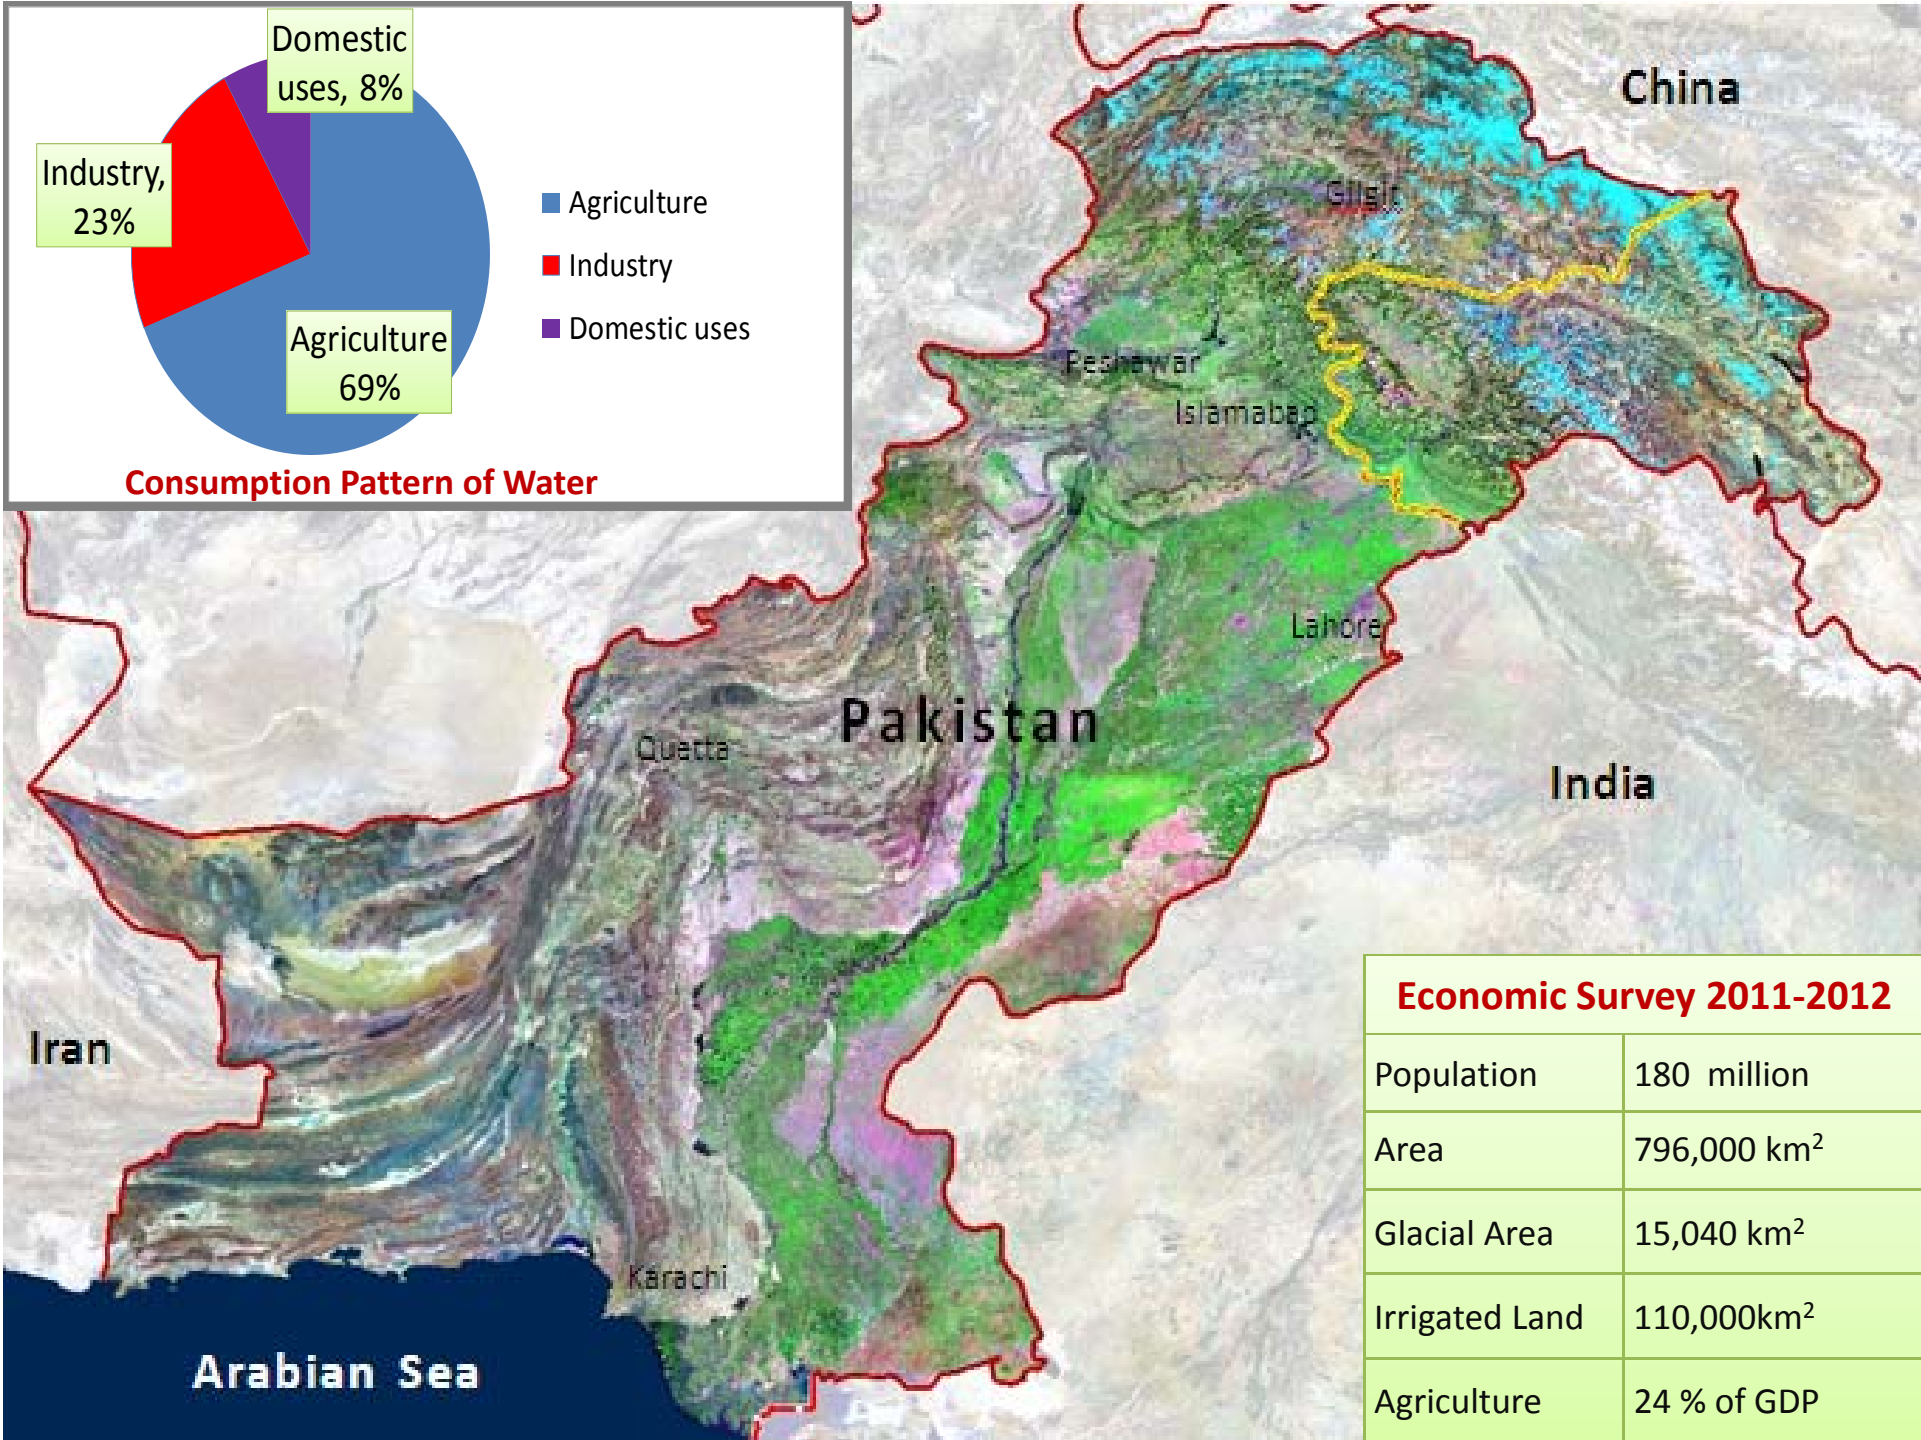 Domestic
uses, 8%
Industry,
23%
Agriculture
69%
Agriculture
Industry
Domestic uses
Consumption Pattern of Water
China
Gilgit
Peshawar
Islamabad
Lahore
Pakistan
Quatta
India
Iran
Karachi
Arabian Sea
Economic Survey 2011-2012
Population 180 million
Area 796,000 km²
Glacial Area 15,040 km²
Irrigated Land 110,000km²
Agriculture 24 % of GDP